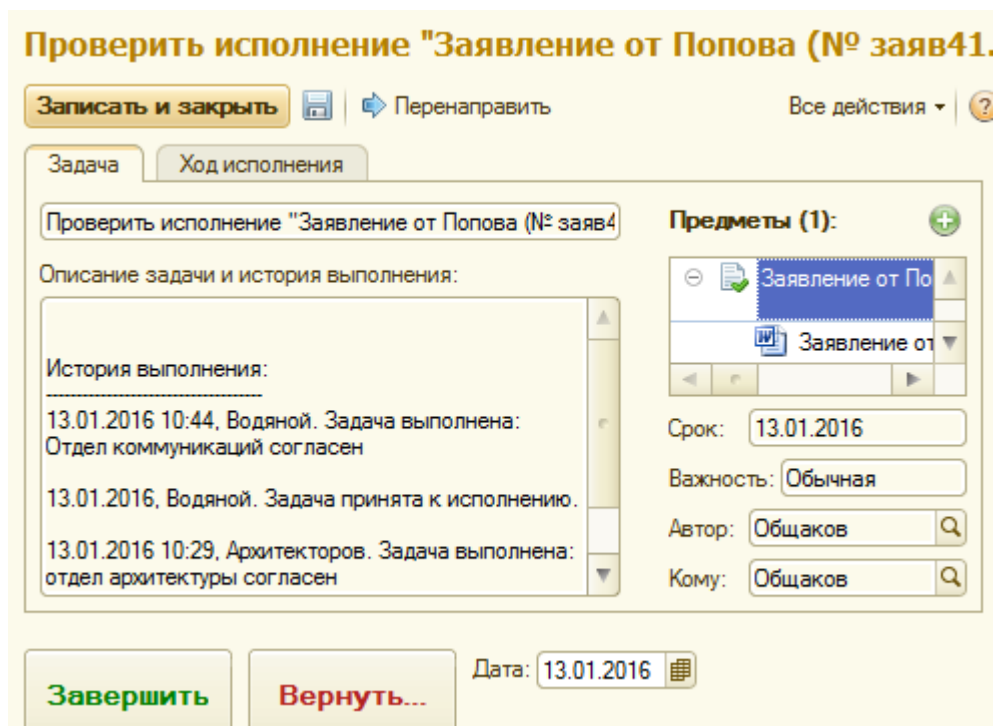 Проверить исполнение "Заявление от Попова (№ заяв41.
Записать и закрыть Перенаправить Все действия
Задача Ход исполнения
Проверить исполнение "Заявление от Попова (№ заяв4
Предметы (1):
Описание задачи и история выполнения:
Заявление от По
Заявление от
История выполнения:
------------------------------------
13.01.2016 10:44, Водяной. Задача выполнена:
Отдел коммуникаций согласен
13.01.2016, Водяной. Задача принята к исполнению.
13.01.2016 10:29, Архитекторов. Задача выполнена:
отдел архитектуры согласен
Срок: 13.01.2016
Важность: Обычная
Автор: Общаков
Кому: Общаков
Завершить Вернуть... Дата: 13.01.2016